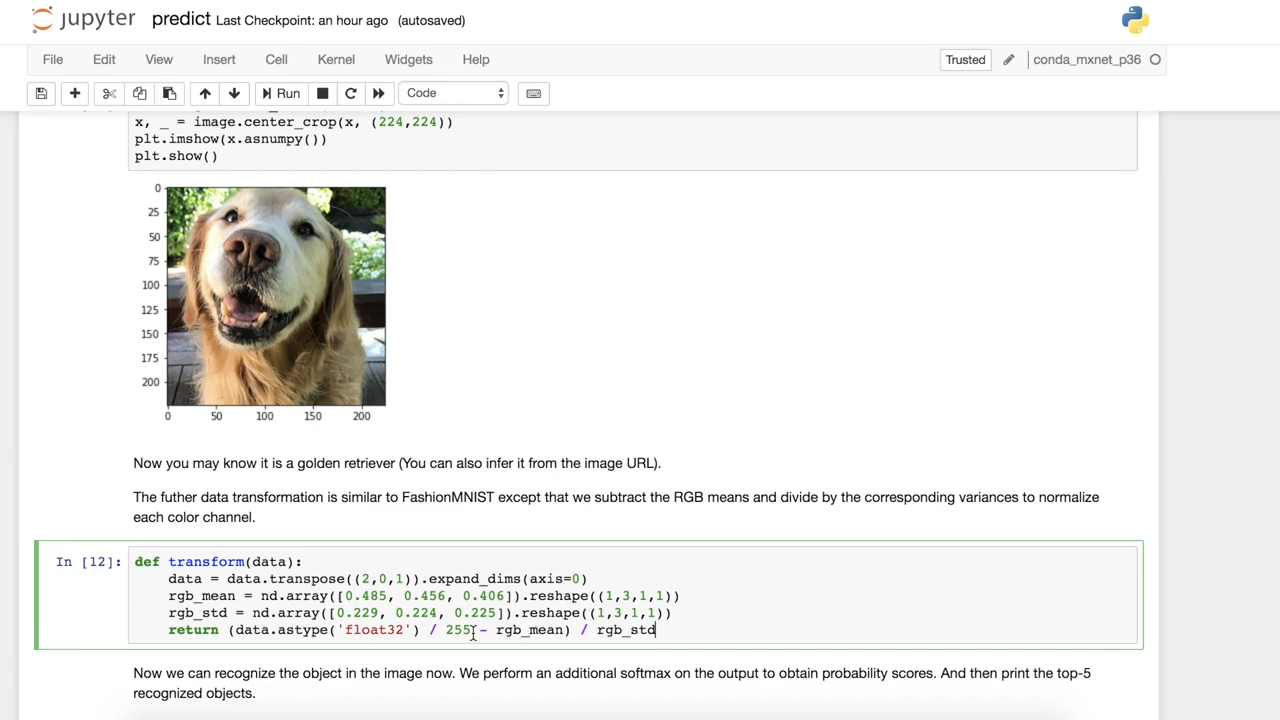 jupyter predict Last Checkpoint: an hour ago (autosaved)
File Edit View Insert Cell Kernel Widgets Help Trusted conda_mxnet_p36
Run Code
x, _ = image.center_crop(x, (224,224))
plt.imshow(x.asnumpy())
plt.show()
0
25
50
75
100
125
150
175
200
0 50 100 150 200
Now you may know it is a golden retriever (You can also infer it from the image URL).
The futher data transformation is similar to FashionMNIST except that we subtract the RGB means and divide by the corresponding variances to normalize
each color channel.
In [12]: def transform(data):
data = data.transpose((2,0,1)).expand_dims(axis=0)
rgb_mean = nd.array([0.485, 0.456, 0.406]).reshape((1,3,1,1))
rgb_std = nd.array([0.229, 0.224, 0.225]).reshape((1,3,1,1))
return (data.astype('float32') / 255 - rgb_mean) / rgb_std
Now we can recognize the object in the image now. We perform an additional softmax on the output to obtain probability scores. And then print the top-5
recognized objects.